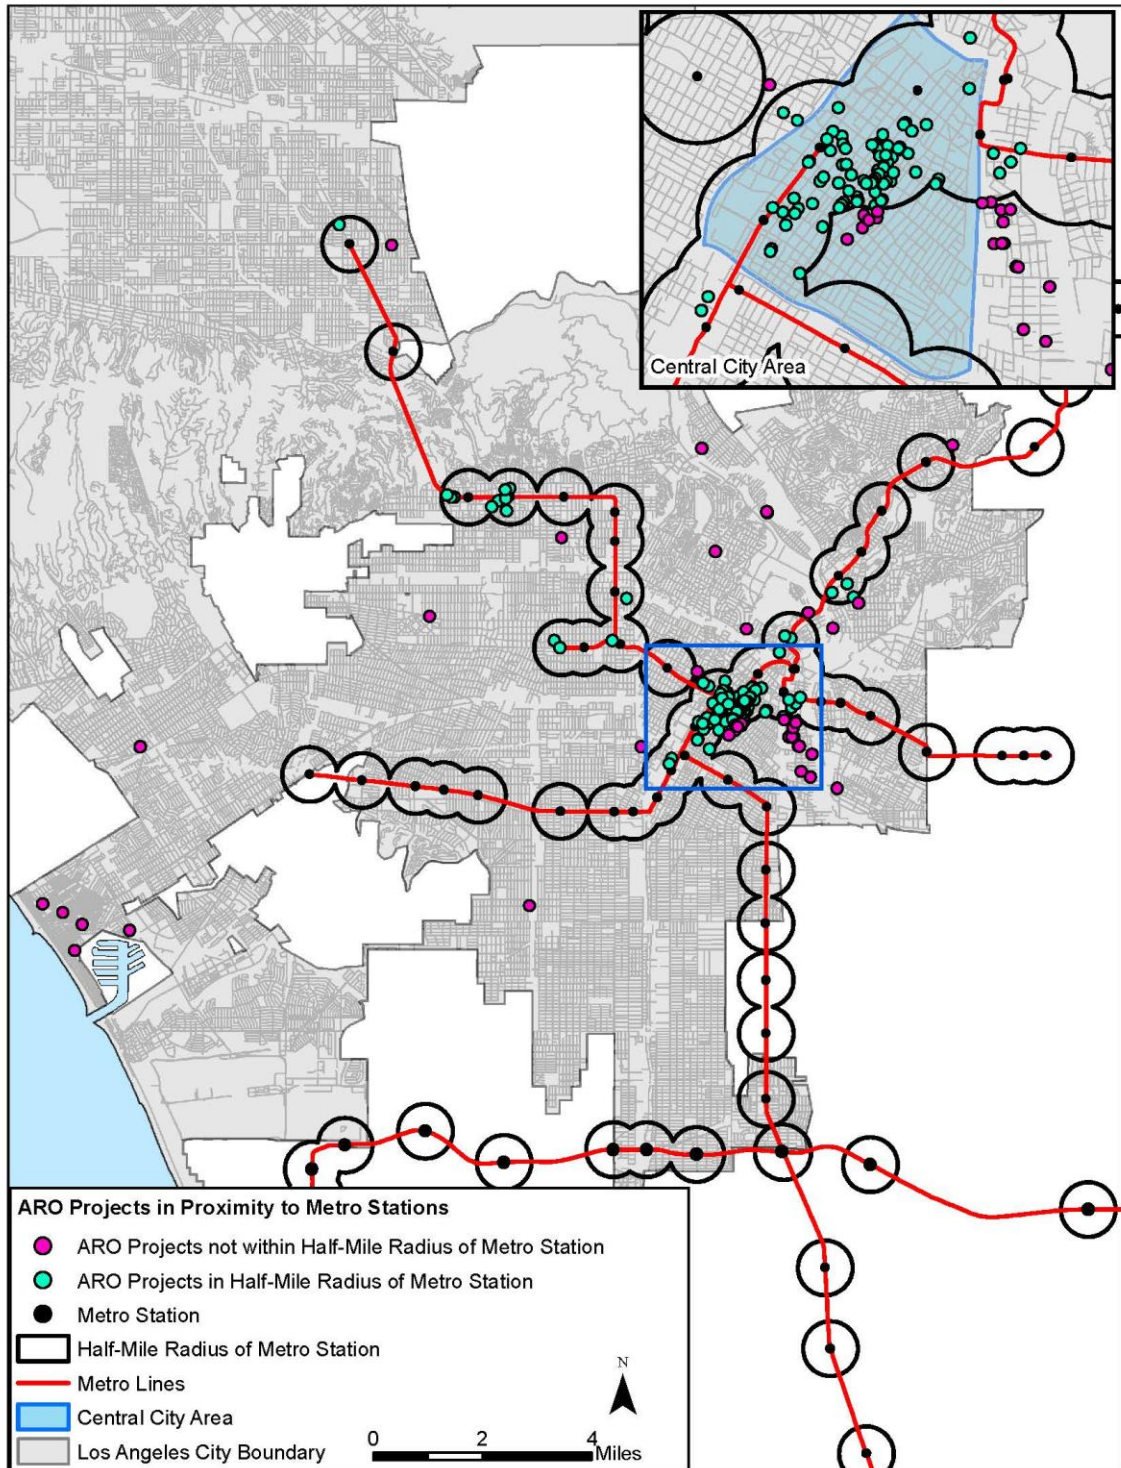 Central City Area
ARO Projects in Proximity to Metro Stations
ARO Projects not within Half-Mile Radius of Metro Station
ARO Projects in Half-Mile Radius of Metro Station
Metro Station
Half-Mile Radius of Metro Station
Metro Lines
Central City Area
Los Angeles City Boundary
N
0 2 4
Miles